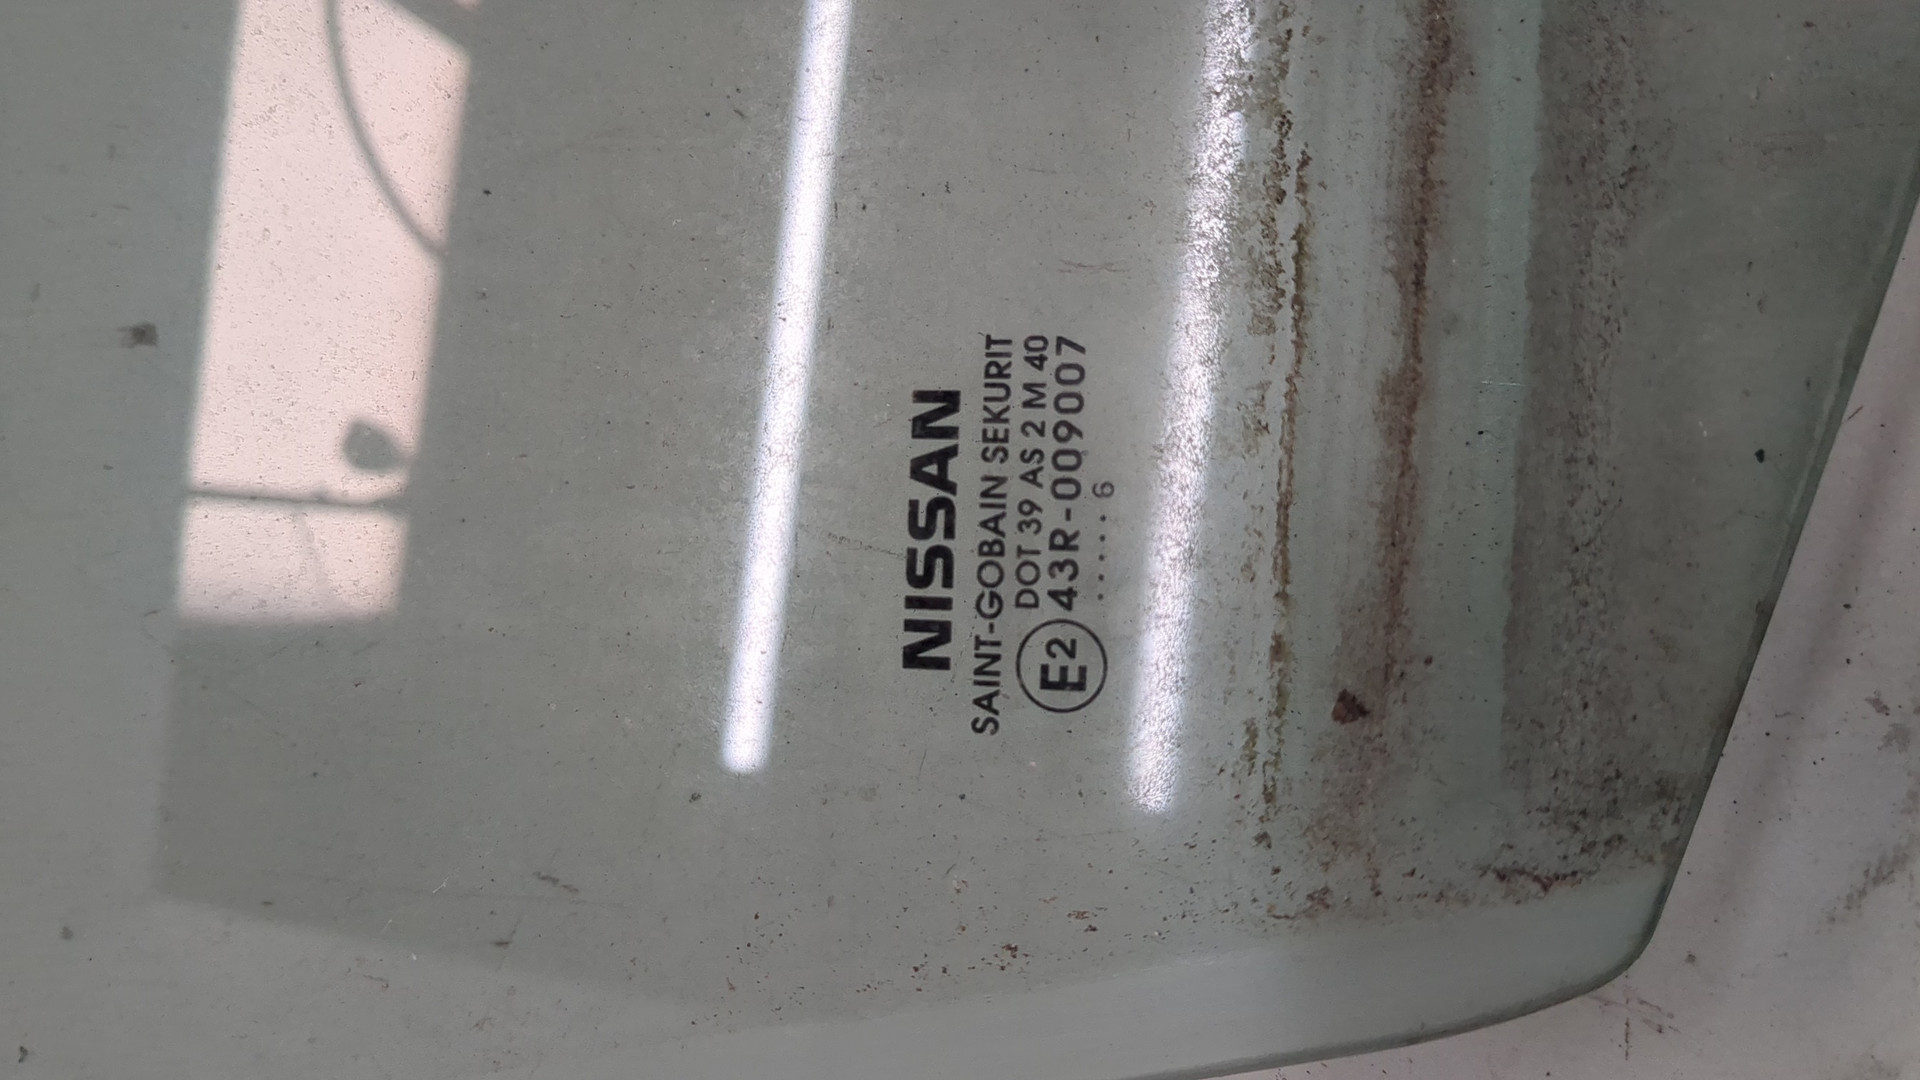 NISSAN
SAINT-GOBAIN SEKURIT
DOT 39 AS 2 M 40
E2 43R-009007
. . . . . . 6